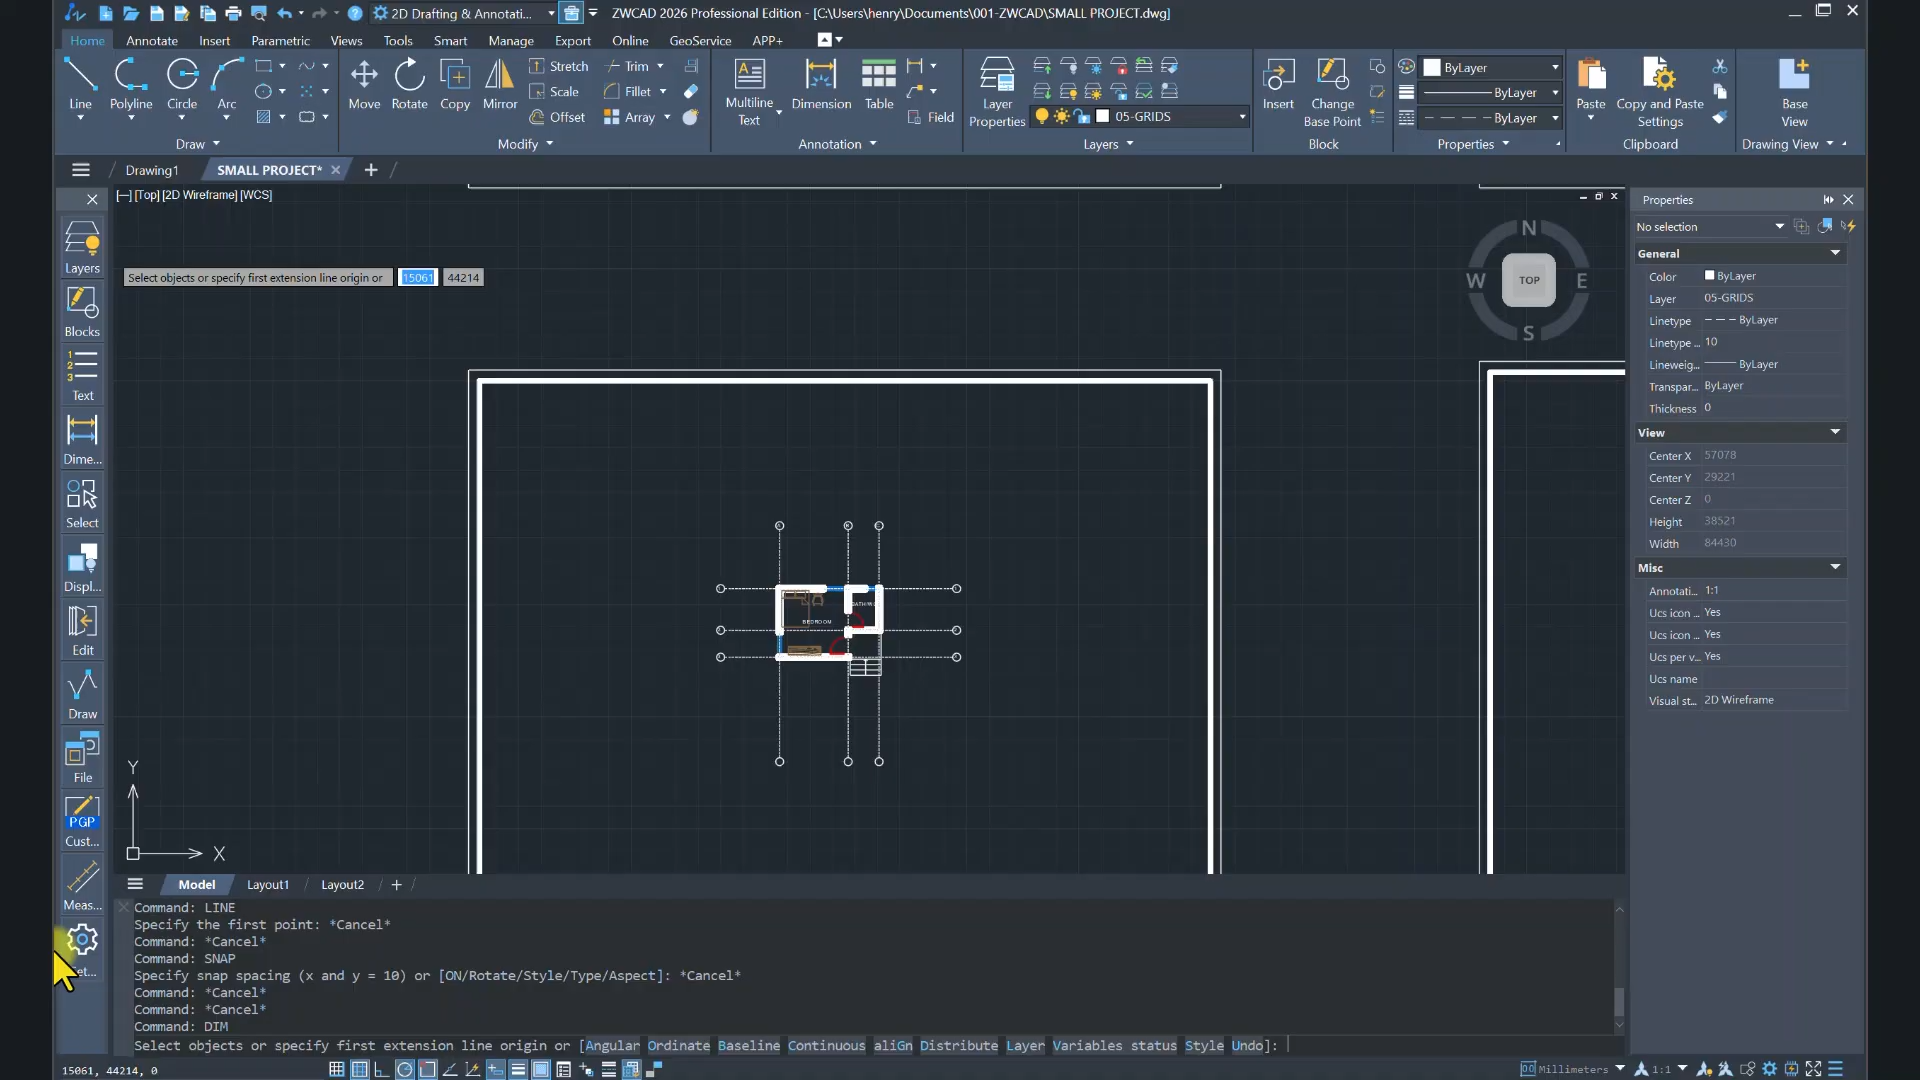 2D Drafting & Annotati...
ZWCAD 2026 Professional Edition - [C:\Users\henry\Documents\001-ZWCAD\SMALL PROJECT.dwg]
Home Annotate Insert Parametric Views Tools Smart Manage Export Online GeoService APP+
Line Polyline Circle Arc
Draw
Move Rotate Copy Mirror
Stretch Trim
Scale Fillet
Offset Array
Modify
Multiline Text Dimension Table Field
Annotation
Layer Properties
05-GRIDS
Layers
Insert Change Base Point
Block
ByLayer
ByLayer
ByLayer
Properties
Paste Copy and Paste Settings
Clipboard
Base View
Drawing View
Drawing1 SMALL PROJECT*
[—] [Top] [2D Wireframe] [WCS]
Layers
Blocks
Text
Dime...
Select
Displ...
Edit
Draw
File
PGP
Cust...
Meas...
Select objects or specify first extension line origin or 15061 44214
N
W TOP E
S
BEDROOM
Y
X
Properties
No selection
General
Color ByLayer
Layer 05-GRIDS
Linetype ByLayer
Linetype ... 10
Lineweig... ByLayer
Transpar... ByLayer
Thickness 0
View
Center X 57078
Center Y 29221
Center Z 0
Height 38521
Width 84430
Misc
Annotati... 1:1
Ucs icon ... Yes
Ucs icon ... Yes
Ucs per v... Yes
Ucs name
Visual st... 2D Wireframe
Model Layout1 Layout2
Command: LINE
Specify the first point: *Cancel*
Command: *Cancel*
Command: SNAP
Specify snap spacing (x and y = 10) or [ON/Rotate/Style/Type/Aspect]: *Cancel*
Command: *Cancel*
Command: *Cancel*
Command: DIM
Select objects or specify first extension line origin or [Angular Ordinate Baseline Continuous aliGn Distribute Layer Variables status Style Undo]:
15061, 44214, 0
Millimeters 1:1